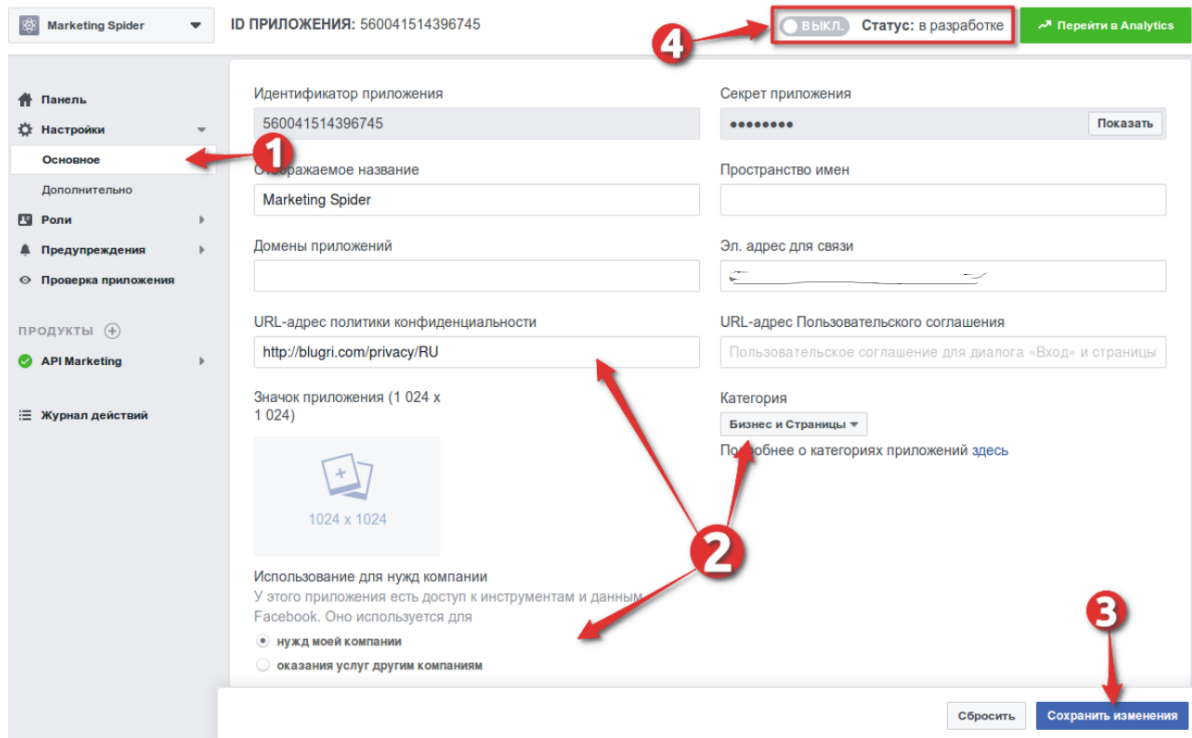 Marketing Spider
ID ПРИЛОЖЕНИЯ: 560041514396745
4
ВЫКЛ.
Статус: в разработке
Перейти в Analytics
Панель
Настройки
Основное
Дополнительно
Роли
Предупреждения
Проверка приложения
ПРОДУКТЫ
API Marketing
Журнал действий
1
Идентификатор приложения
560041514396745
Секрет приложения
Показать
Отображаемое название
Marketing Spider
Пространство имен
Домены приложений
Эл. адрес для связи
URL-адрес политики конфиденциальности
http://blugri.com/privacy/RU
URL-адрес Пользовательского соглашения
Пользовательское соглашение для диалога «Вход» и страницы
Значок приложения (1 024 x
1 024)
1024 x 1024
Категория
Бизнес и Страницы
Подробнее о категориях приложений здесь
2
Использование для нужд компании
У этого приложения есть доступ к инструментам и данным
Facebook. Оно используется для
нужд моей компании
оказания услуг другим компаниям
3
Сбросить
Сохранить изменения